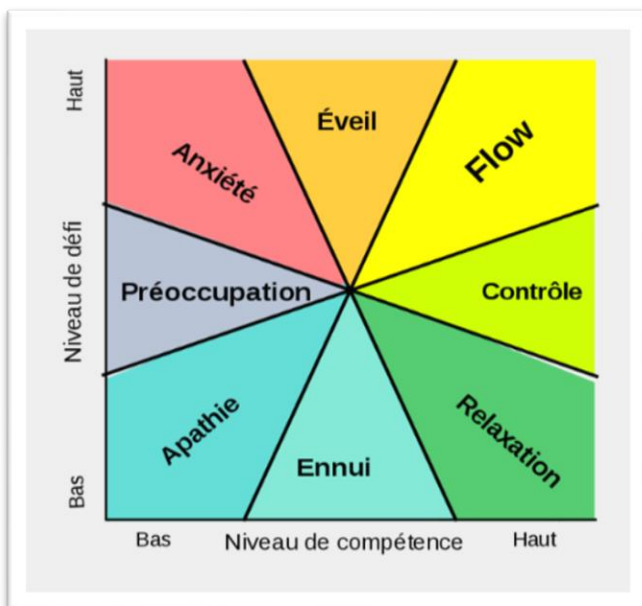 Haut
Éveil
Flow
Anxiété
Niveau de défi
Préoccupation
Contrôle
Apathie
Relaxation
Ennui
Bas
Bas
Niveau de compétence
Haut